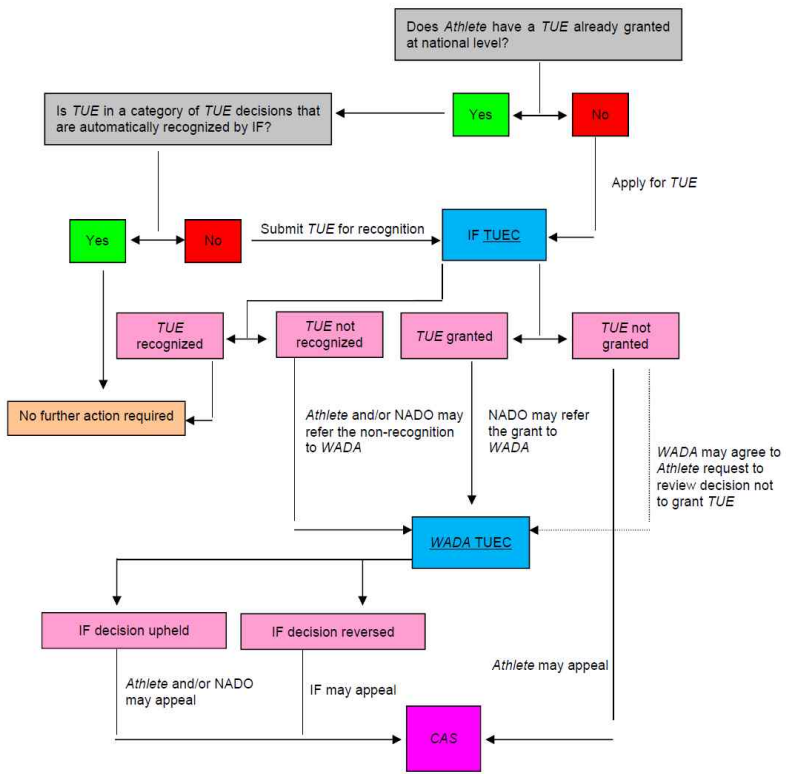 Does Athlete have a TUE already granted
at national level?
Is TUE in a category of TUE decisions that
are automatically recognized by IF?
Yes
No
Apply for TUE
Yes
No
Submit TUE for recognition
IF TUEC
TUE
recognized
TUE not
recognized
TUE granted
TUE not
granted
No further action required
Athlete and/or NADO may
refer the non-recognition
to WADA
NADO may refer
the grant to
WADA
WADA may agree to
Athlete request to
review decision not
to grant TUE
WADA TUEC
IF decision upheld
IF decision reversed
Athlete and/or NADO
may appeal
IF may appeal
Athlete may appeal
CAS